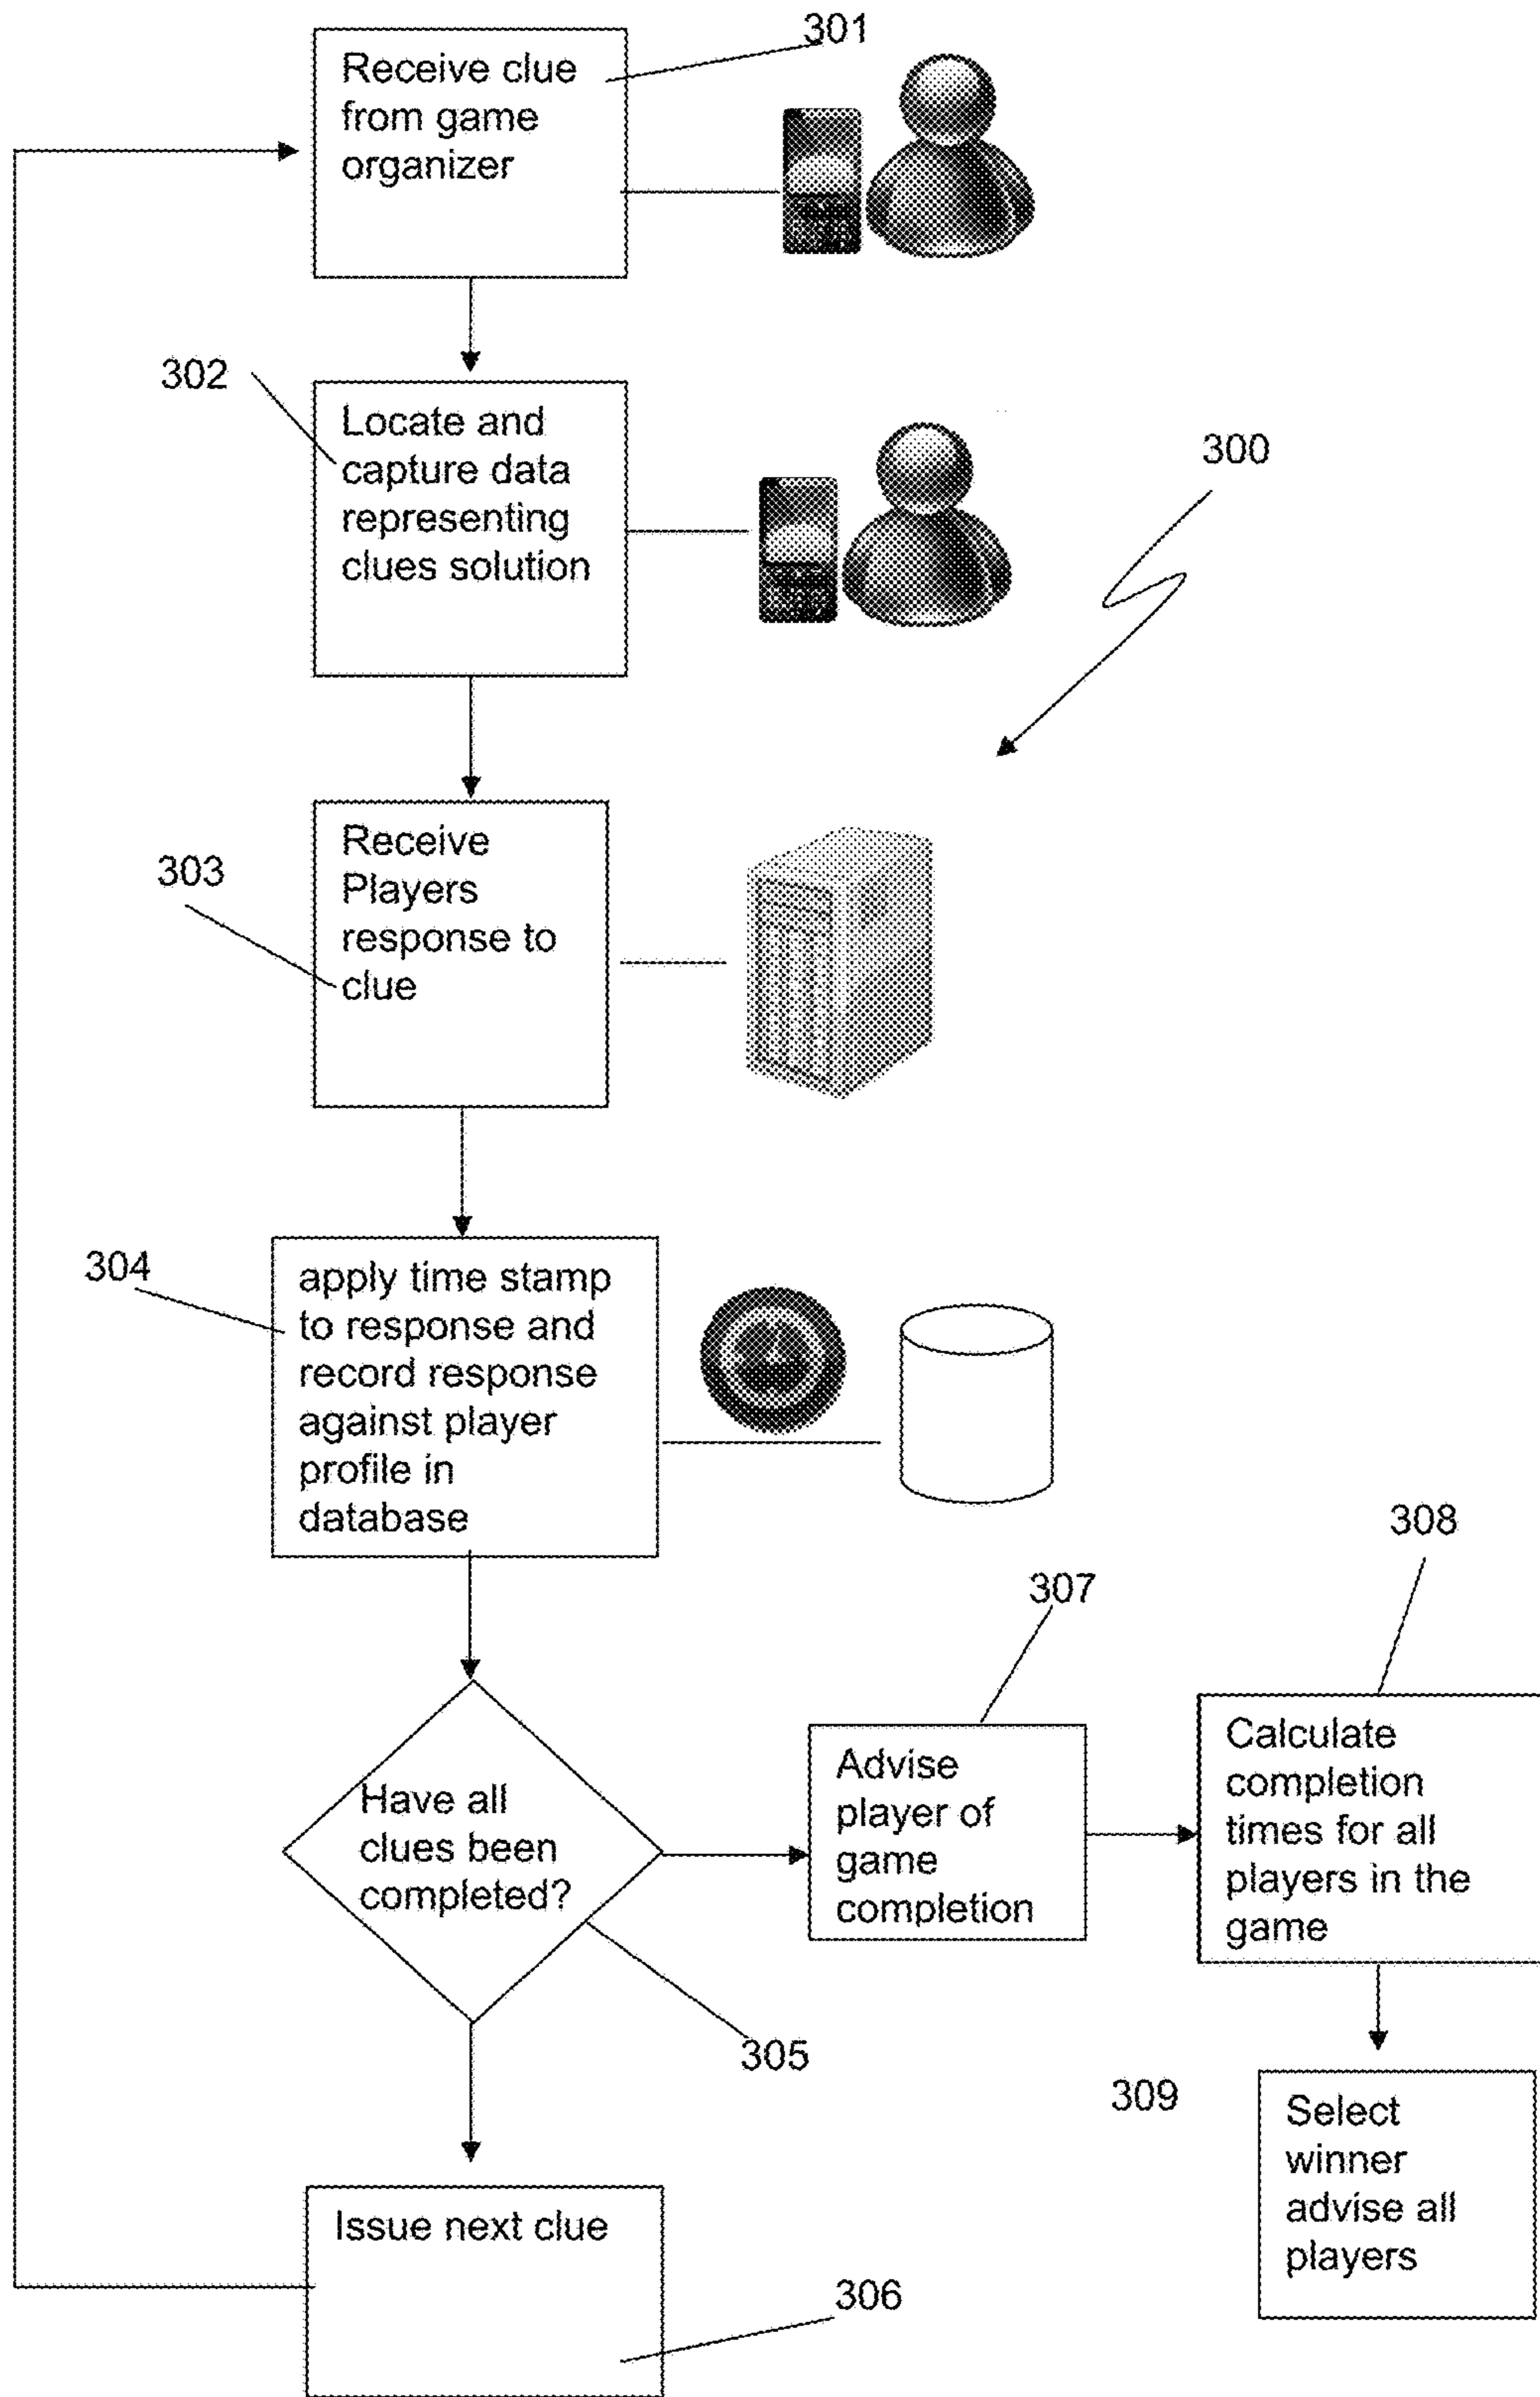 301
Receive clue
from game
organizer
302
Locate and
capture data
representing
clues solution
300
303
Receive
Players
response to
clue
304
apply time stamp
to response and
record response
against player
profile in
database
305
Have all
clues been
completed?
307
Advise
player of
game
completion
308
Calculate
completion
times for all
players in the
game
309
Select
winner
advise all
players
Issue next clue
306